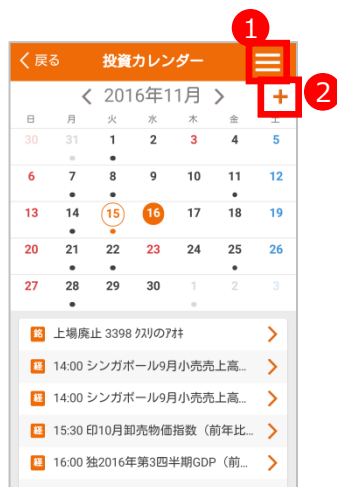 1
戻る 投資カレンダー
2016年11月 + 2
日 月 火 水 木 金 土
30 31 1 2 3 4 5
6 7 8 9 10 11 12
13 14 15 16 17 18 19
20 21 22 23 24 25 26
27 28 29 30 1 2 3
銘 上場廃止 3398 クスリのアオキ
経 14:00 シンガポール9月小売売上高...
経 14:00 シンガポール9月小売売上高...
経 15:30 印10月卸売物価指数（前年比...
経 16:00 独2016年第3四半期GDP（前...